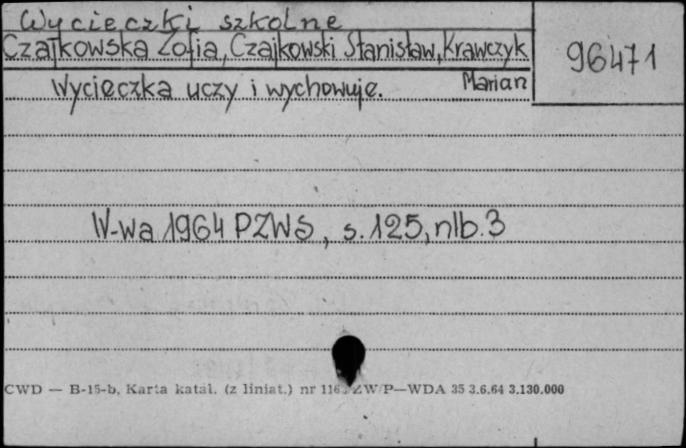 Wycieczki szkolne
Czajkowska Zofia, Czajkowski Stanisław, Krawczyk
Marian
96471
Wycieczka uczy i wychowuje.
W-wa 1964 PZWS, s. 125, nlb. 3
CWD — B-15-b, Karta katal. (z liniat.) nr ZW/P—WDA 35 3.6.64 3.130.000